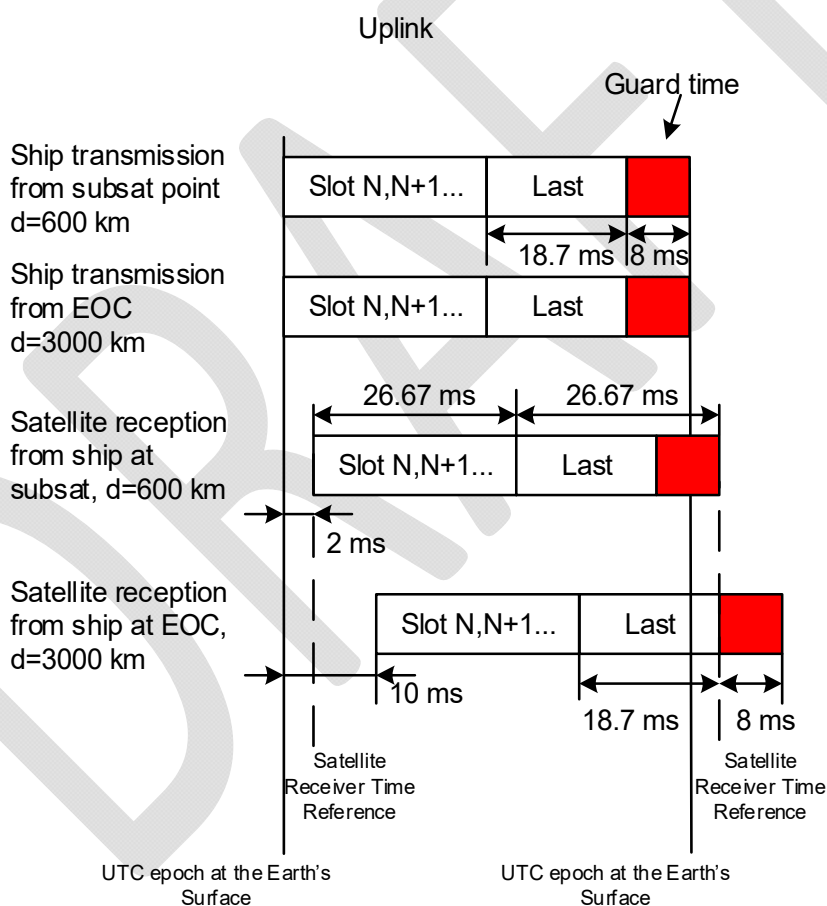 Uplink
Guard time
Ship transmission
from subsat point
d=600 km
Slot N,N+1...
Last
18.7 ms
8 ms
Ship transmission
from EOC
d=3000 km
Slot N,N+1...
Last
26.67 ms
26.67 ms
Satellite reception
from ship at
subsat, d=600 km
Slot N,N+1...
Last
2 ms
Satellite reception
from ship at EOC,
d=3000 km
Slot N,N+1...
Last
10 ms
18.7 ms
8 ms
Satellite
Receiver Time
Reference
Satellite
Receiver Time
Reference
UTC epoch at the Earth's
Surface
UTC epoch at the Earth's
Surface
DRAFT